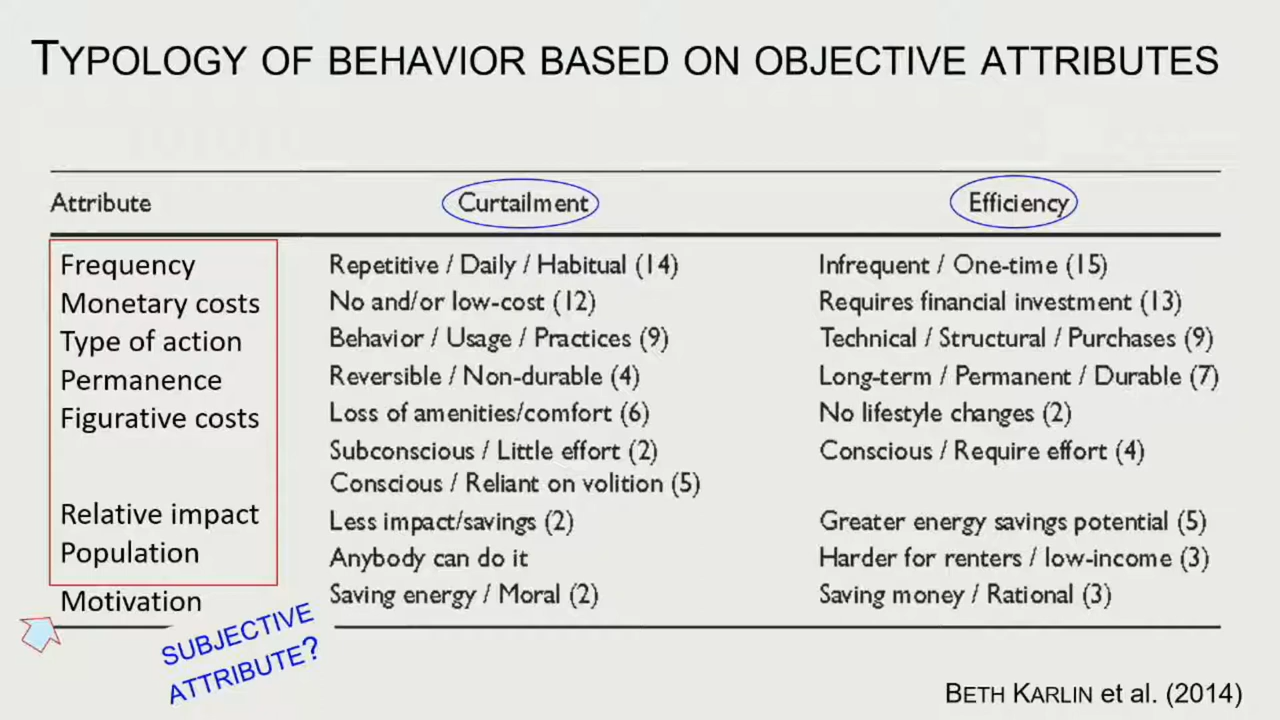 TYPOLOGY OF BEHAVIOR BASED ON OBJECTIVE ATTRIBUTES
Attribute Curtailment Efficiency
Frequency Repetitive / Daily / Habitual (14) Infrequent / One-time (15)
Monetary costs No and/or low-cost (12) Requires financial investment (13)
Type of action Behavior / Usage / Practices (9) Technical / Structural / Purchases (9)
Permanence Reversible / Non-durable (4) Long-term / Permanent / Durable (7)
Figurative costs Loss of amenities/comfort (6) No lifestyle changes (2)
Subconscious / Little effort (2) Conscious / Require effort (4)
Conscious / Reliant on volition (5)
Relative impact Less impact/savings (2) Greater energy savings potential (5)
Population Anybody can do it Harder for renters / low-income (3)
Motivation Saving energy / Moral (2) Saving money / Rational (3)
SUBJECTIVE
ATTRIBUTE?
BETH KARLIN et al. (2014)